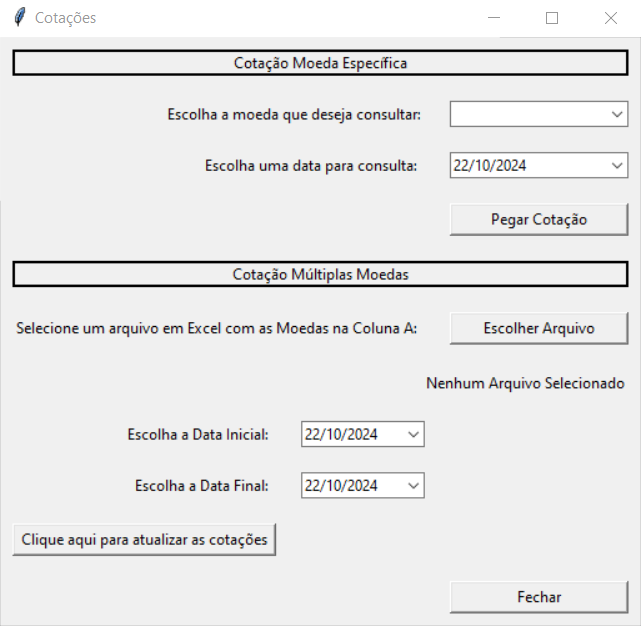 Cotações
Cotação Moeda Específica
Escolha a moeda que deseja consultar:
Escolha uma data para consulta: 22/10/2024
Pegar Cotação
Cotação Múltiplas Moedas
Selecione um arquivo em Excel com as Moedas na Coluna A: Escolher Arquivo
Nenhum Arquivo Selecionado
Escolha a Data Inicial: 22/10/2024
Escolha a Data Final: 22/10/2024
Clique aqui para atualizar as cotações
Fechar